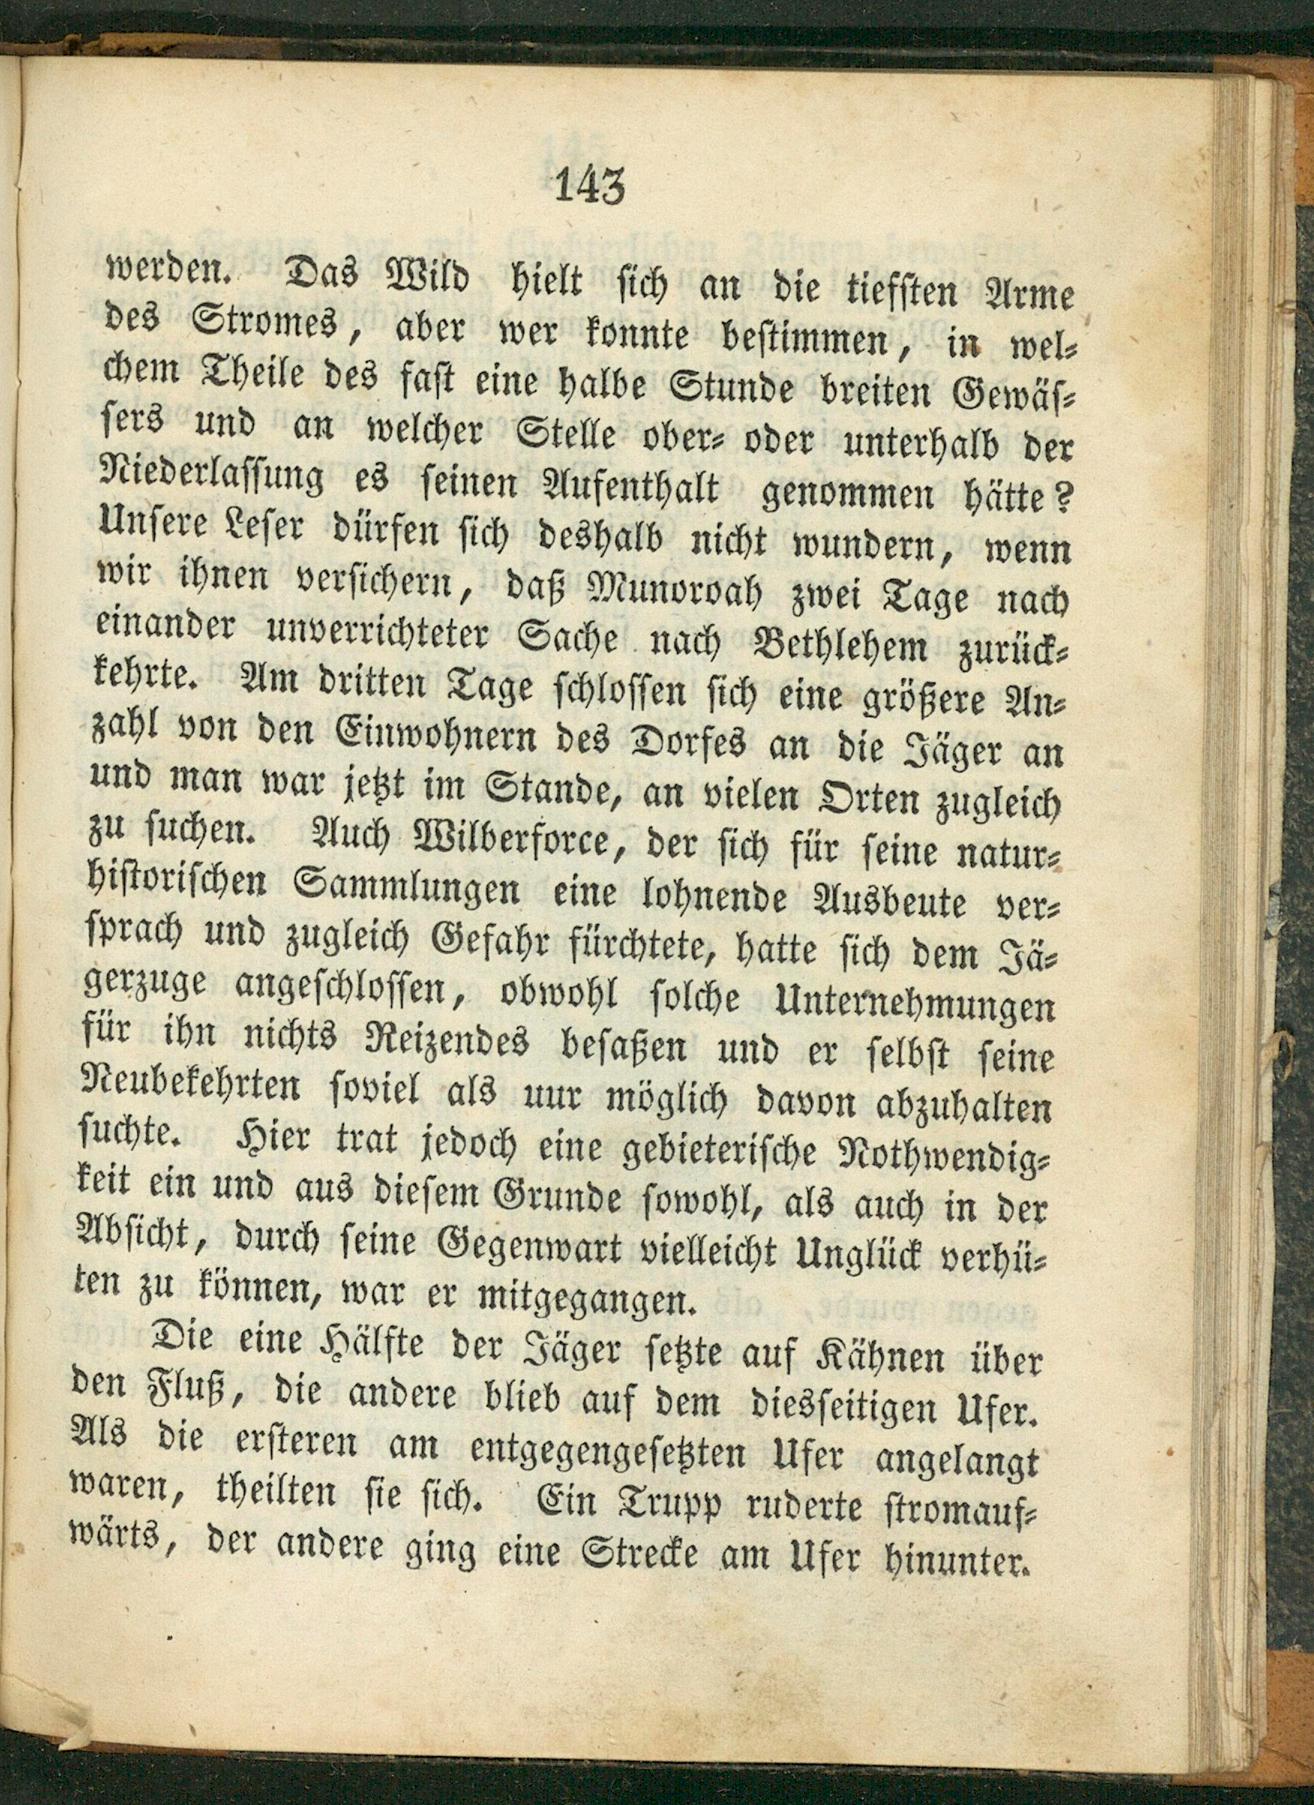 143
werden. Das Wild hielt sich an die tiefsten Arme
des Stromes, aber wer konnte bestimmen, in wel-
chem Theile des fast eine halbe Stunde breiten Gewäs-
sers und an welcher Stelle ober- oder unterhalb der
Niederlassung es seinen Aufenthalt genommen hätte?
Unsere Leser dürfen sich deshalb nicht wundern, wenn
wir ihnen versichern, daß Munoroah zwei Tage nach
einander unverrichteter Sache nach Bethlehem zurück-
kehrte. Am dritten Tage schlossen sich eine größere An-
zahl von den Einwohnern des Dorfes an die Jäger an
und man war jetzt im Stande, an vielen Orten zugleich
zu suchen. Auch Wilberforce, der sich für seine natur-
historischen Sammlungen eine lohnende Ausbeute ver-
sprach und zugleich Gefahr fürchtete, hatte sich dem Jä-
gerzuge angeschlossen, obwohl solche Unternehmungen
für ihn nichts Reizendes besaßen und er selbst seine
Neubekehrten soviel als uur möglich davon abzuhalten
suchte. Hier trat jedoch eine gebieterische Nothwendig-
keit ein und aus diesem Grunde sowohl, als auch in der
Absicht, durch seine Gegenwart vielleicht Unglück verhü-
ten zu können, war er mitgegangen.
Die eine Hälfte der Jäger setzte auf Kähnen über
den Fluß, die andere blieb auf dem diesseitigen Ufer.
Als die ersteren am entgegengesetzten Ufer angelangt
waren, theilten sie sich. Ein Trupp ruderte stromauf-
wärts, der andere ging eine Strecke am Ufer hinunter.